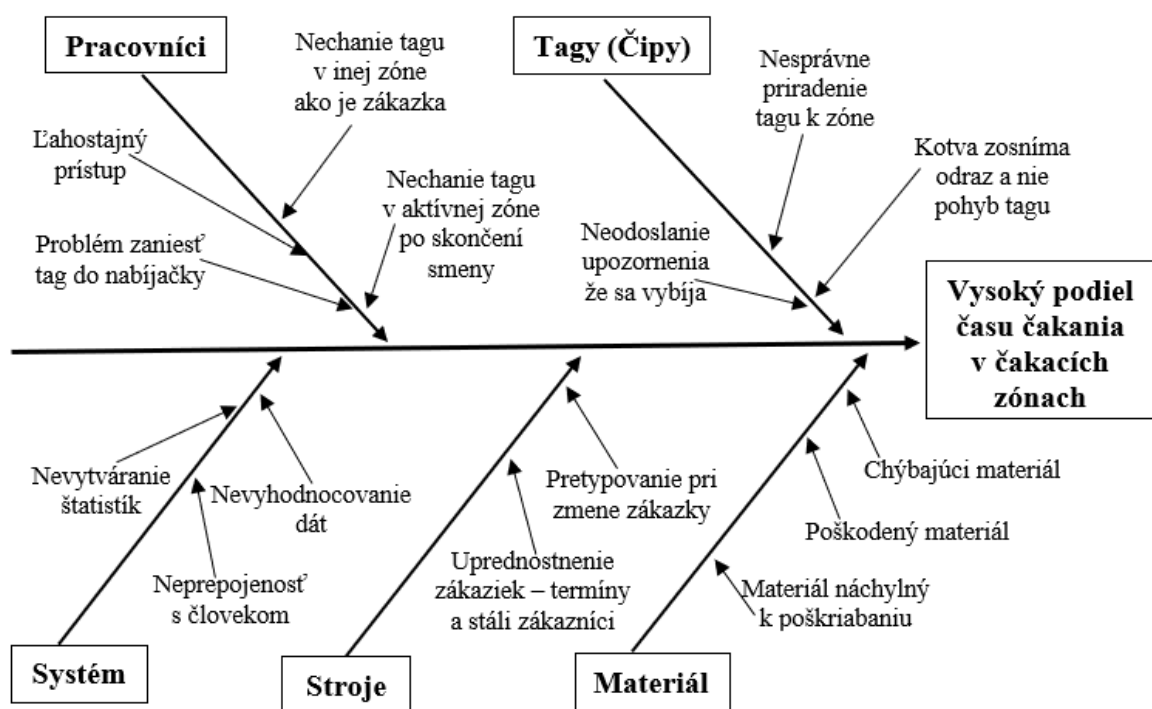 Pracovníci
Nechanie tagu
v inej zóne
ako je zákazka
Ľahostajný
prístup
Nechanie tagu
v aktívnej zóne
po skončení
smeny
Problém zaniesť
tag do nabíjačky
Tagy (Čipy)
Nesprávne
priradenie
tagu k zóne
Kotva zosníma
odraz a nie
pohyb tagu
Neodoslanie
upozornenia
že sa vybíja
Vysoký podiel
času čakania
v čakacích
zónach
Nevytváranie
štatistík
Nevyhodnocovanie
dát
Neprepojenosť
s človekom
Systém
Pretypovanie pri
zmene zákazky
Uprednostnenie
zákaziek – termíny
a stáli zákazníci
Stroje
Chýbajúci materiál
Poškodený materiál
Materiál náchylný
k poškriabaniu
Materiál